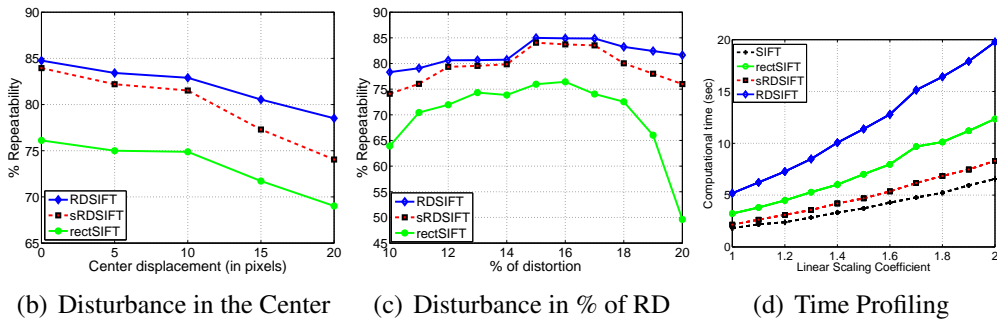 % Repeatability
90
85
80
75
70
65
0 5 10 15 20
Center displacement (in pixels)
RDSIFT
sRDSIFT
rectSIFT
(b) Disturbance in the Center
% Repeatability
90
85
80
75
70
65
60
55
50
45
10 12 14 16 18 20
% of distortion
RDSIFT
sRDSIFT
rectSIFT
(c) Disturbance in % of RD
Computational time (sec)
20
15
10
5
0
1 1.2 1.4 1.6 1.8 2
Linear Scaling Coefficient
SIFT
rectSIFT
sRDSIFT
RDSIFT
(d) Time Profiling